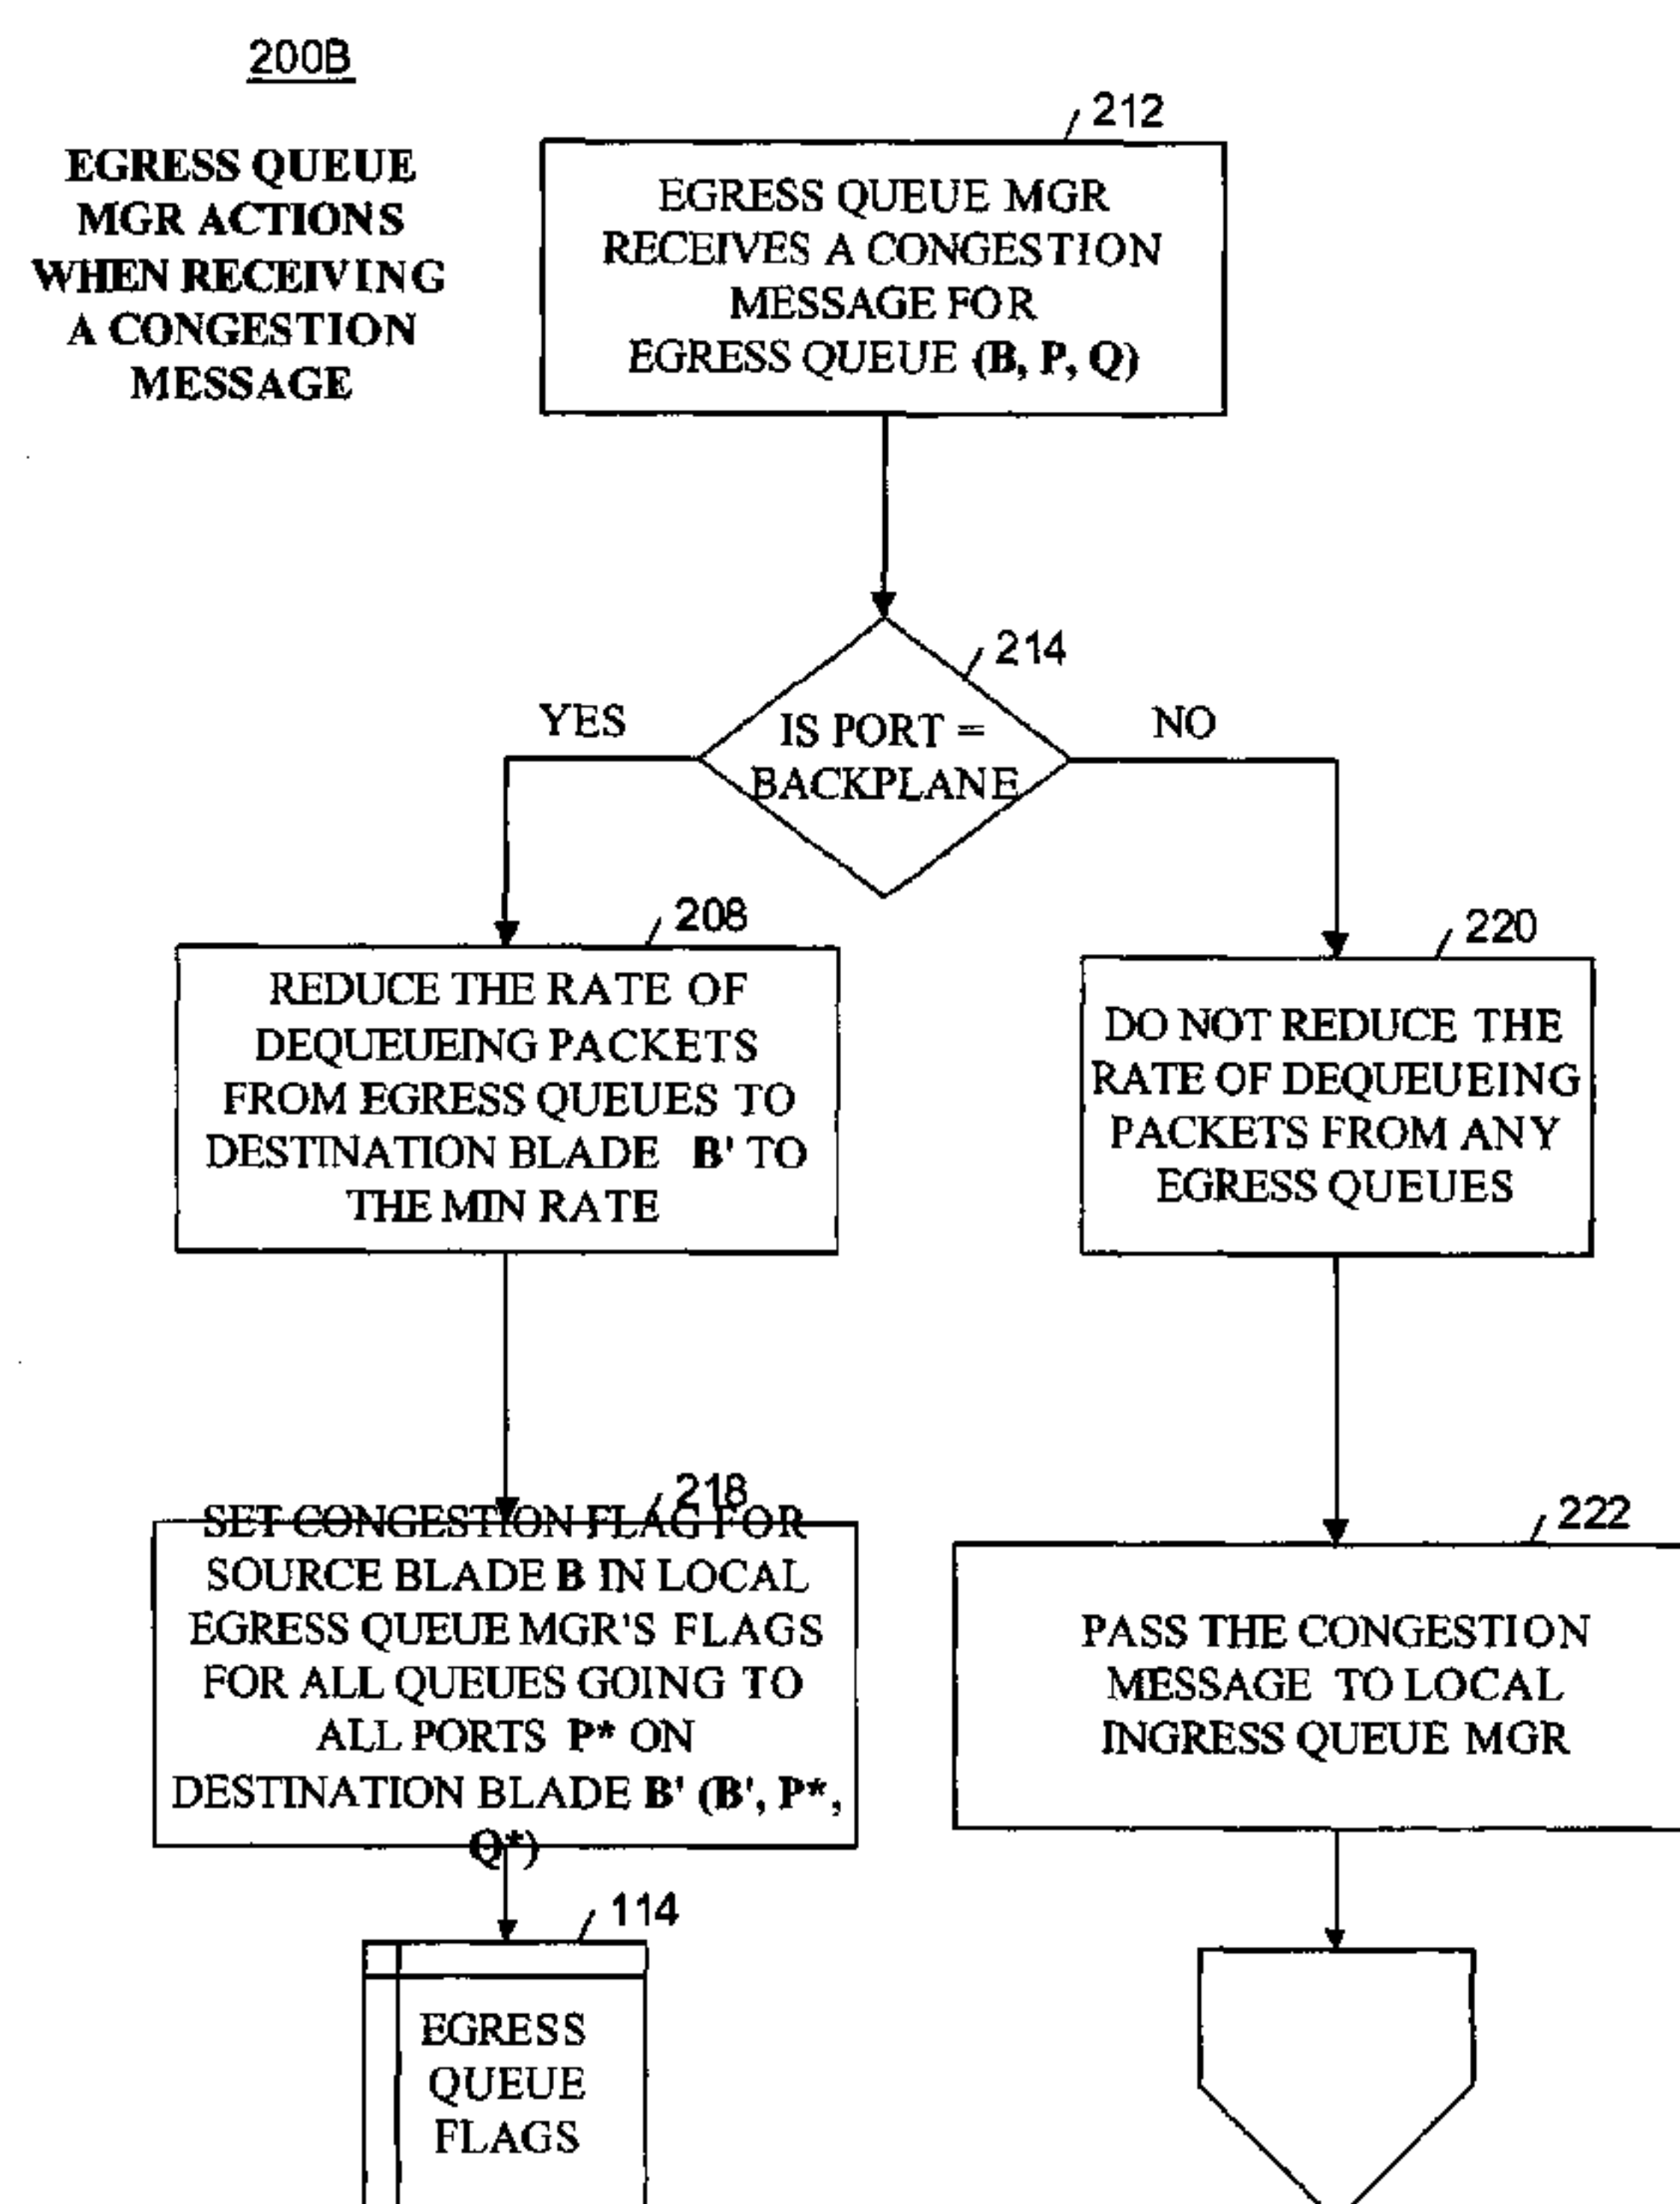 200B
EGRESS QUEUE
MGR ACTIONS
WHEN RECEIVING
A CONGESTION
MESSAGE
212
EGRESS QUEUE MGR
RECEIVES A CONGESTION
MESSAGE FOR
EGRESS QUEUE (B, P, Q)
214
IS PORT =
BACKPLANE
YES
NO
208
REDUCE THE RATE OF
DEQUEUEING PACKETS
FROM EGRESS QUEUES TO
DESTINATION BLADE B' TO
THE MIN RATE
220
DO NOT REDUCE THE
RATE OF DEQUEUEING
PACKETS FROM ANY
EGRESS QUEUES
218
SET CONGESTION FLAG FOR
SOURCE BLADE B IN LOCAL
EGRESS QUEUE MGR'S FLAGS
FOR ALL QUEUES GOING TO
ALL PORTS P* ON
DESTINATION BLADE B' (B', P*,
Q*)
222
PASS THE CONGESTION
MESSAGE TO LOCAL
INGRESS QUEUE MGR
114
EGRESS
QUEUE
FLAGS